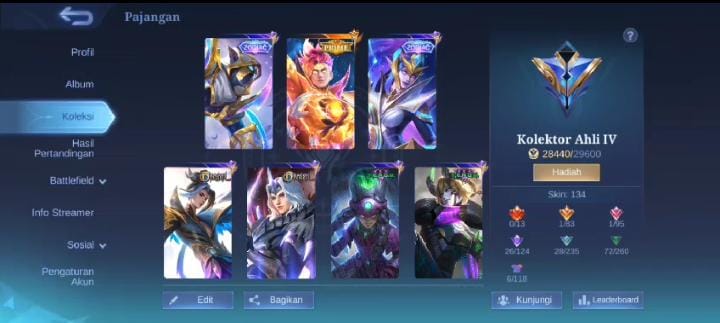 Pajangan
Profil
Album
Koleksi
Hasil
Pertandingan
Battlefield
Info Streamer
Sosial
Pengaturan
Akun
ZODIAC
PRIME
ZODIAC
Edit
Bagikan
?
Kolektor Ahli IV
28440/29600
Hadiah
Skin: 134
0/13
1/83
1/95
26/124
28/235
72/260
6/118
Kunjungi
Leaderboard